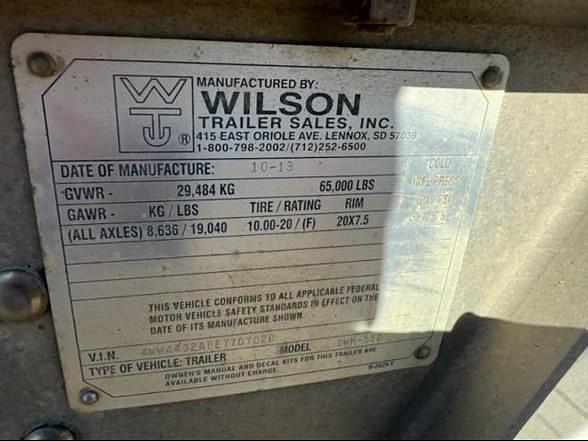 MANUFACTURED BY:
WILSON
TRAILER SALES, INC.
415 EAST ORIOLE AVE. LENNOX, SD 57039
1-800-798-2002/(712)252-6500
DATE OF MANUFACTURE: 10-13 COLD
GVWR - 29,484 KG 65,000 LBS INFL PRESS
GAWR - KG / LBS TIRE / RATING RIM
(ALL AXLES) 8,636 / 19,040 10.00-20 / (F) 20X7.5
THIS VEHICLE CONFORMS TO ALL APPLICABLE FEDERAL
MOTOR VEHICLE SAFETY STANDARDS IN EFFECT ON THE
DATE OF ITS MANUFACTURE SHOWN.
V.I.N. MODEL
TYPE OF VEHICLE: TRAILER
OWNER'S MANUAL AND DECAL KITS FOR THIS TRAILER ARE
AVAILABLE WITHOUT CHARGE.